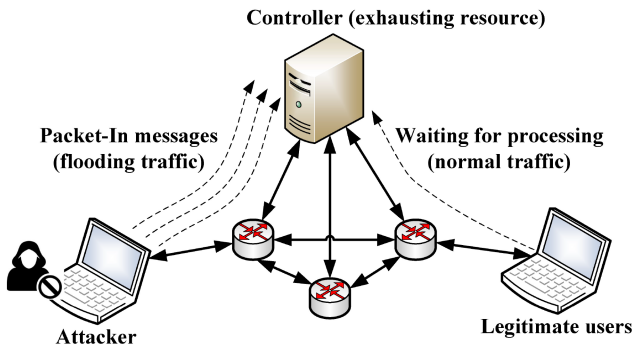 Controller (exhausting resource)
Packet-In messages
(flooding traffic)
Waiting for processing
(normal traffic)
Attacker
Legitimate users